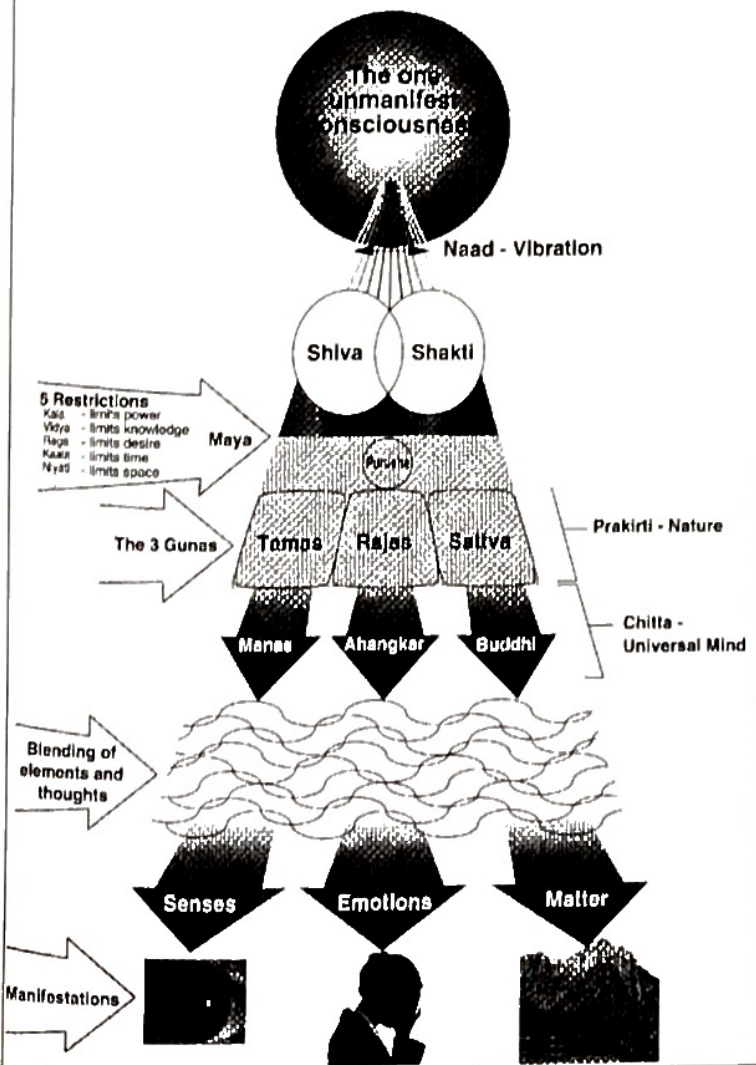 The one
unmanifest
consciousness
Naad - Vibration
Shiva
Shakti
5 Restrictions
Kala - limits power
Vidya - limits knowledge
Raga - limits desire
Kaala - limits time
Niyati - limits space
Maya
Purusha
The 3 Gunas
Tamas
Rajas
Sattva
Prakirti - Nature
Manas
Ahangkar
Buddhi
Chitta -
Universal Mind
Blending of
elements and
thoughts
Senses
Emotions
Matter
Manifestations